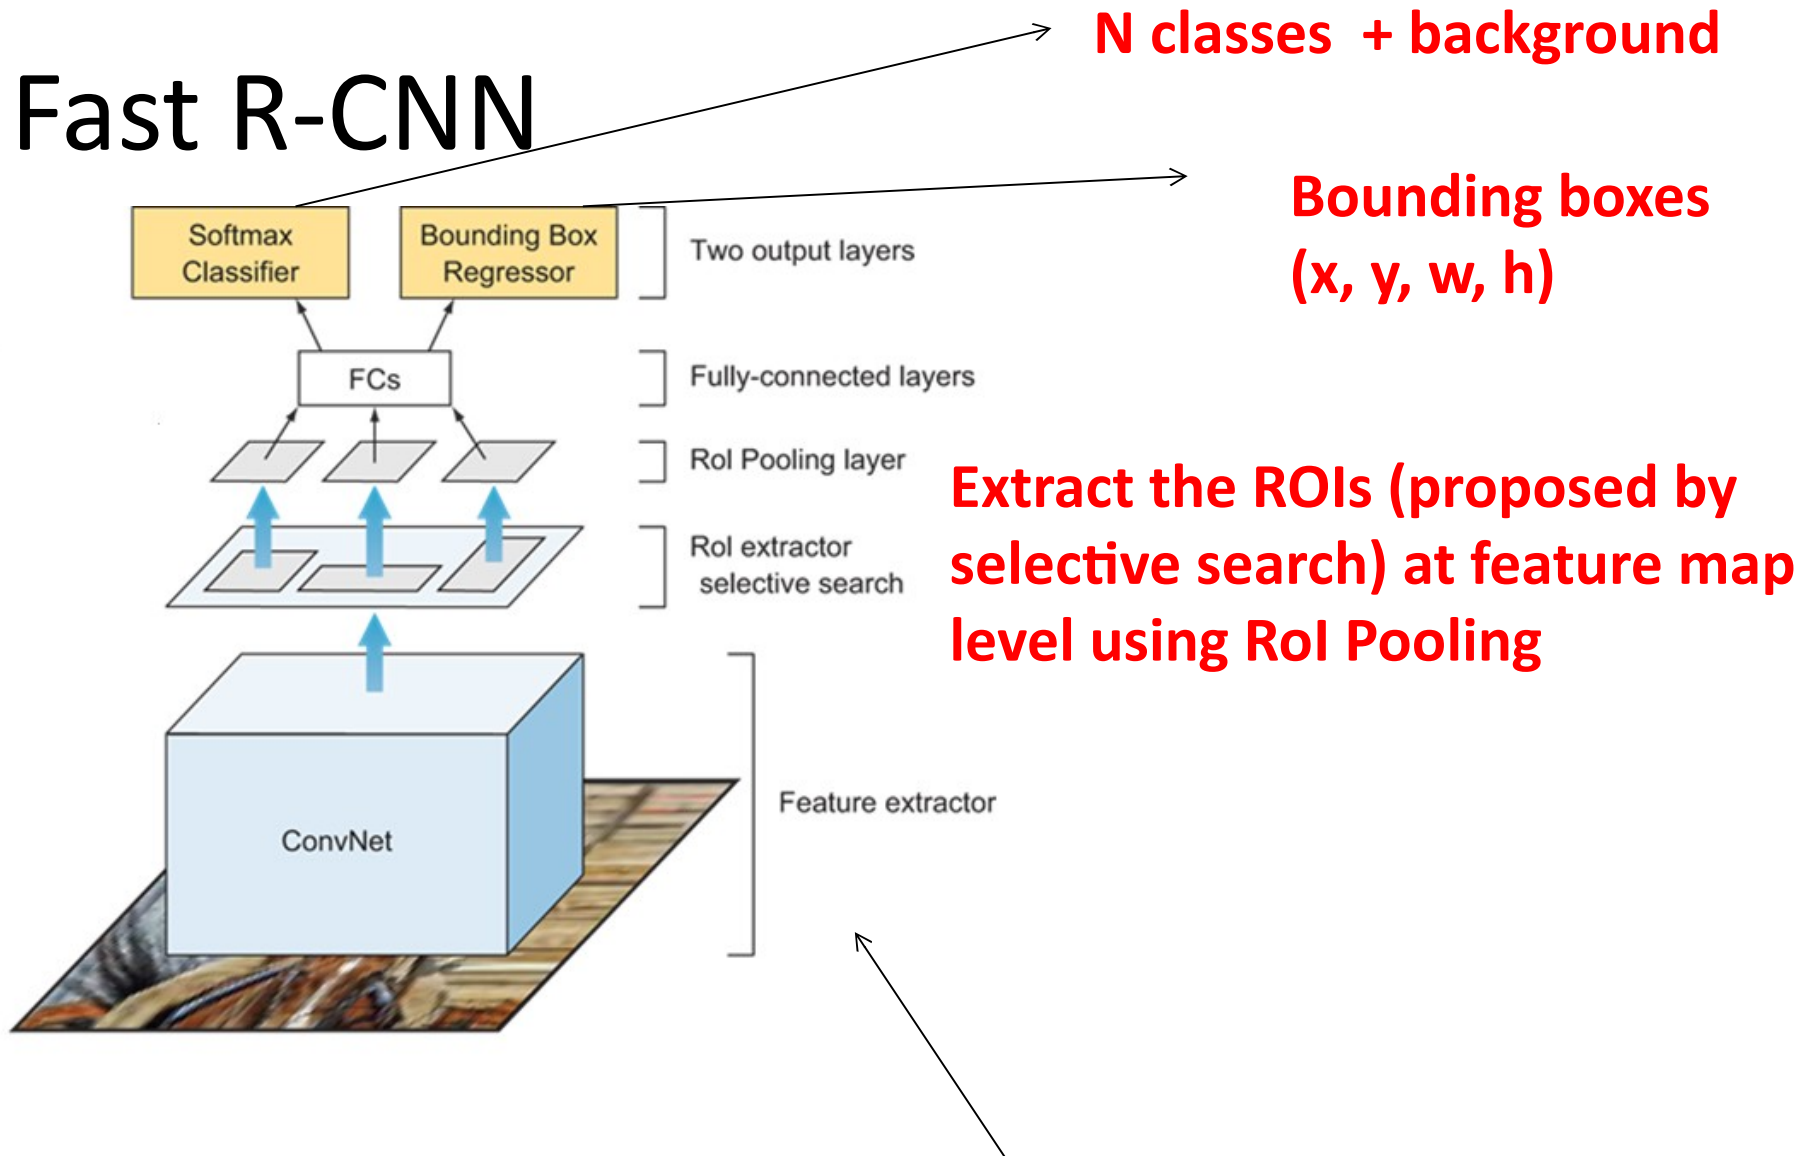 N classes + background
Fast R-CNN
Bounding boxes
(x, y, w, h)
Softmax
Classifier
Bounding Box
Regressor
Two output layers
FCs
Fully-connected layers
RoI Pooling layer
Extract the ROIs (proposed by
selective search) at feature map
level using RoI Pooling
RoI extractor
selective search
ConvNet
Feature extractor